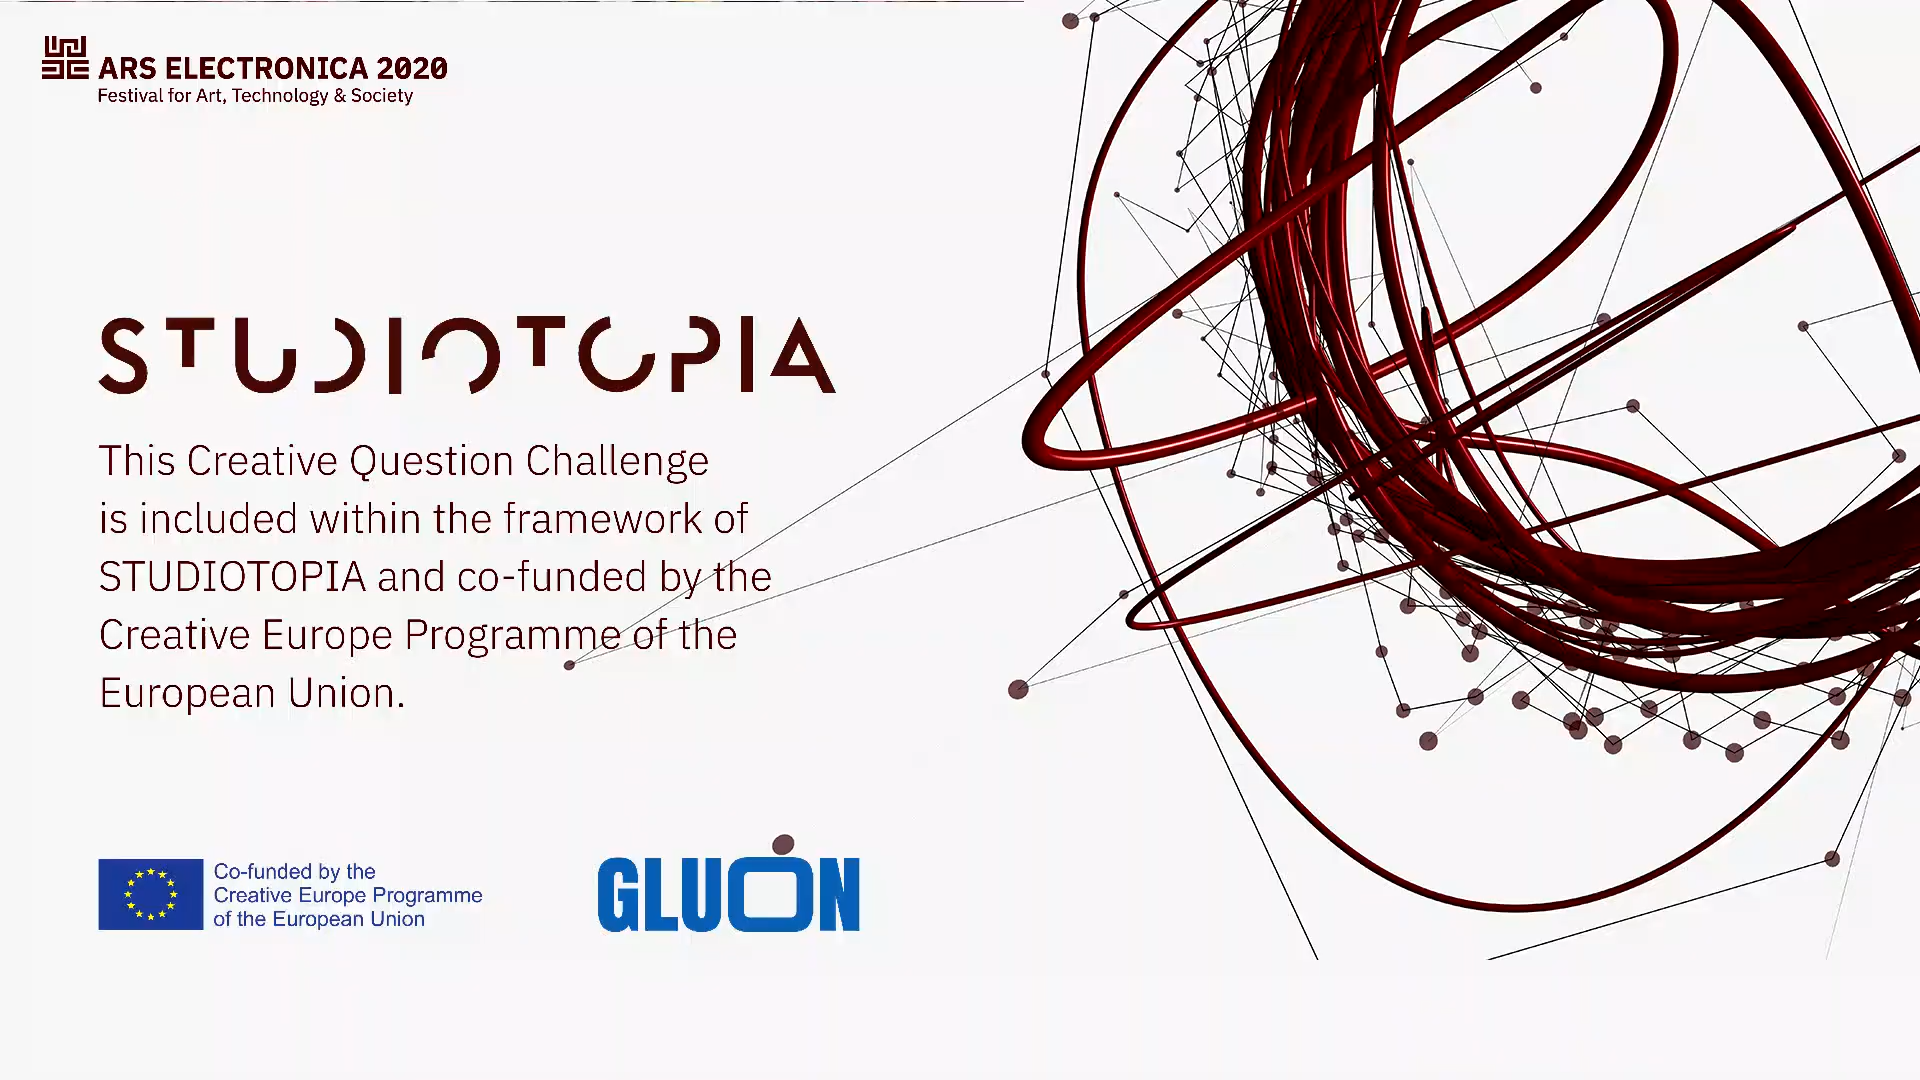 ARS ELECTRONICA 2020
Festival for Art, Technology & Society
STUDIOTOPIA
This Creative Question Challenge
is included within the framework of
STUDIOTOPIA and co-funded by the
Creative Europe Programme of the
European Union.
Co-funded by the
Creative Europe Programme
of the European Union
GLUON